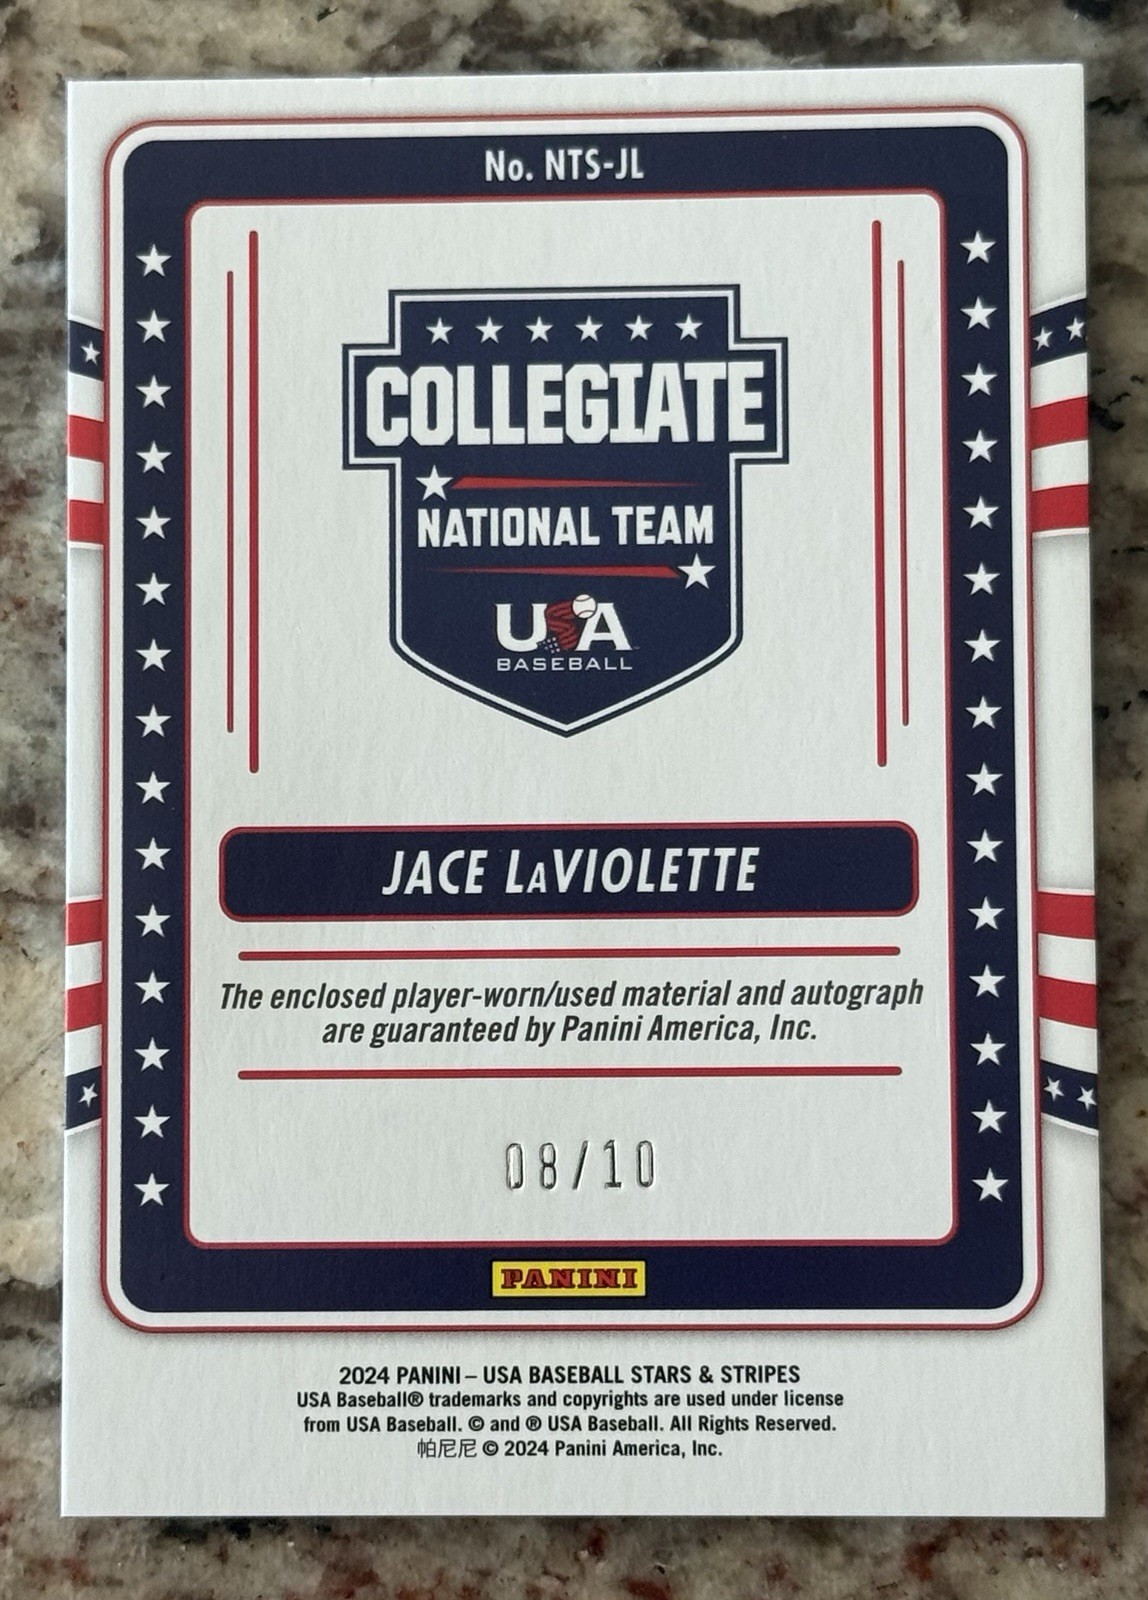 No. NTS-JL
COLLEGIATE
NATIONAL TEAM
USA
BASEBALL
JACE LaVIOLETTE
The enclosed player-worn/used material and autograph
are guaranteed by Panini America, Inc.
08/10
PANINI
2024 PANINI – USA BASEBALL STARS & STRIPES
USA Baseball® trademarks and copyrights are used under license
from USA Baseball. © and ® USA Baseball. All Rights Reserved.
帕尼尼 © 2024 Panini America, Inc.